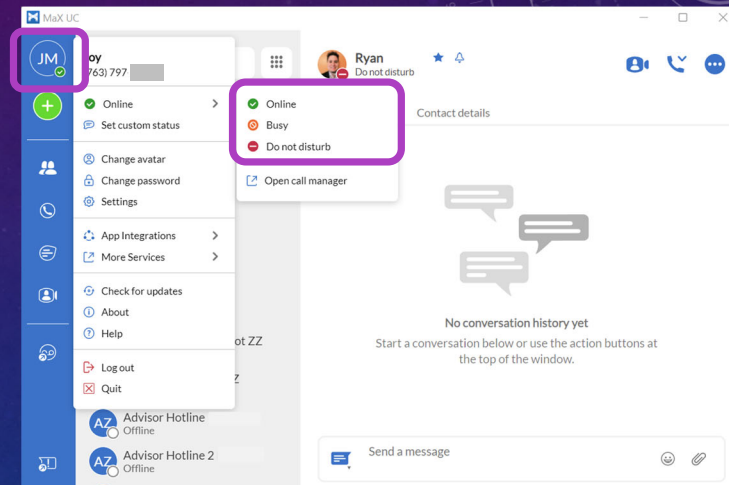 MaX UC
JM
oy
763) 797
Online
Set custom status
Change avatar
Change password
Settings
App Integrations
More Services
Check for updates
About
Help
Log out
Quit
Online
Busy
Do not disturb
Open call manager
ot ZZ
Z
AZ
Advisor Hotline
Offline
AZ
Advisor Hotline 2
Offline
Ryan
Do not disturb
Contact details
No conversation history yet
Start a conversation below or use the action buttons at
the top of the window.
Send a message